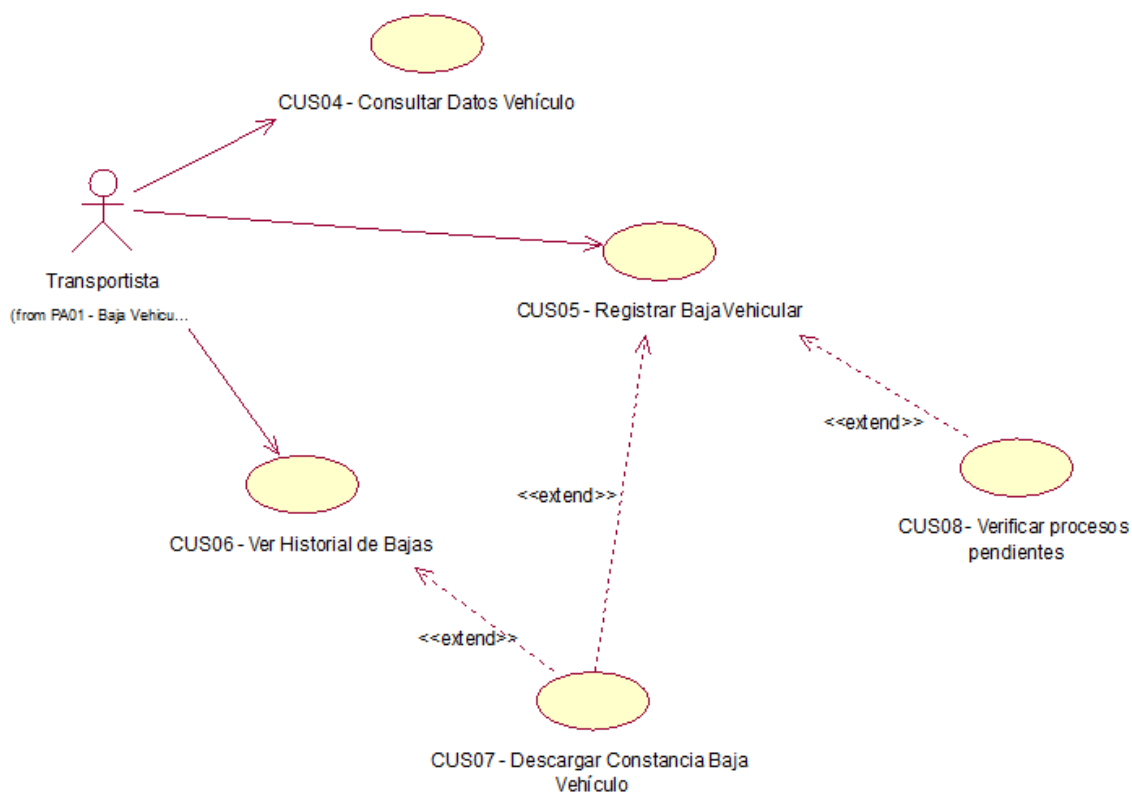 CUS04 - Consultar Datos Vehículo
Transportista
(from PA01 - Baja Vehicu...
CUS05 - Registrar Baja Vehicular
<<extend>>
<<extend>>
CUS08 - Verificar procesos
pendientes
CUS06 - Ver Historial de Bajas
<<extend>>
CUS07 - Descargar Constancia Baja
Vehículo